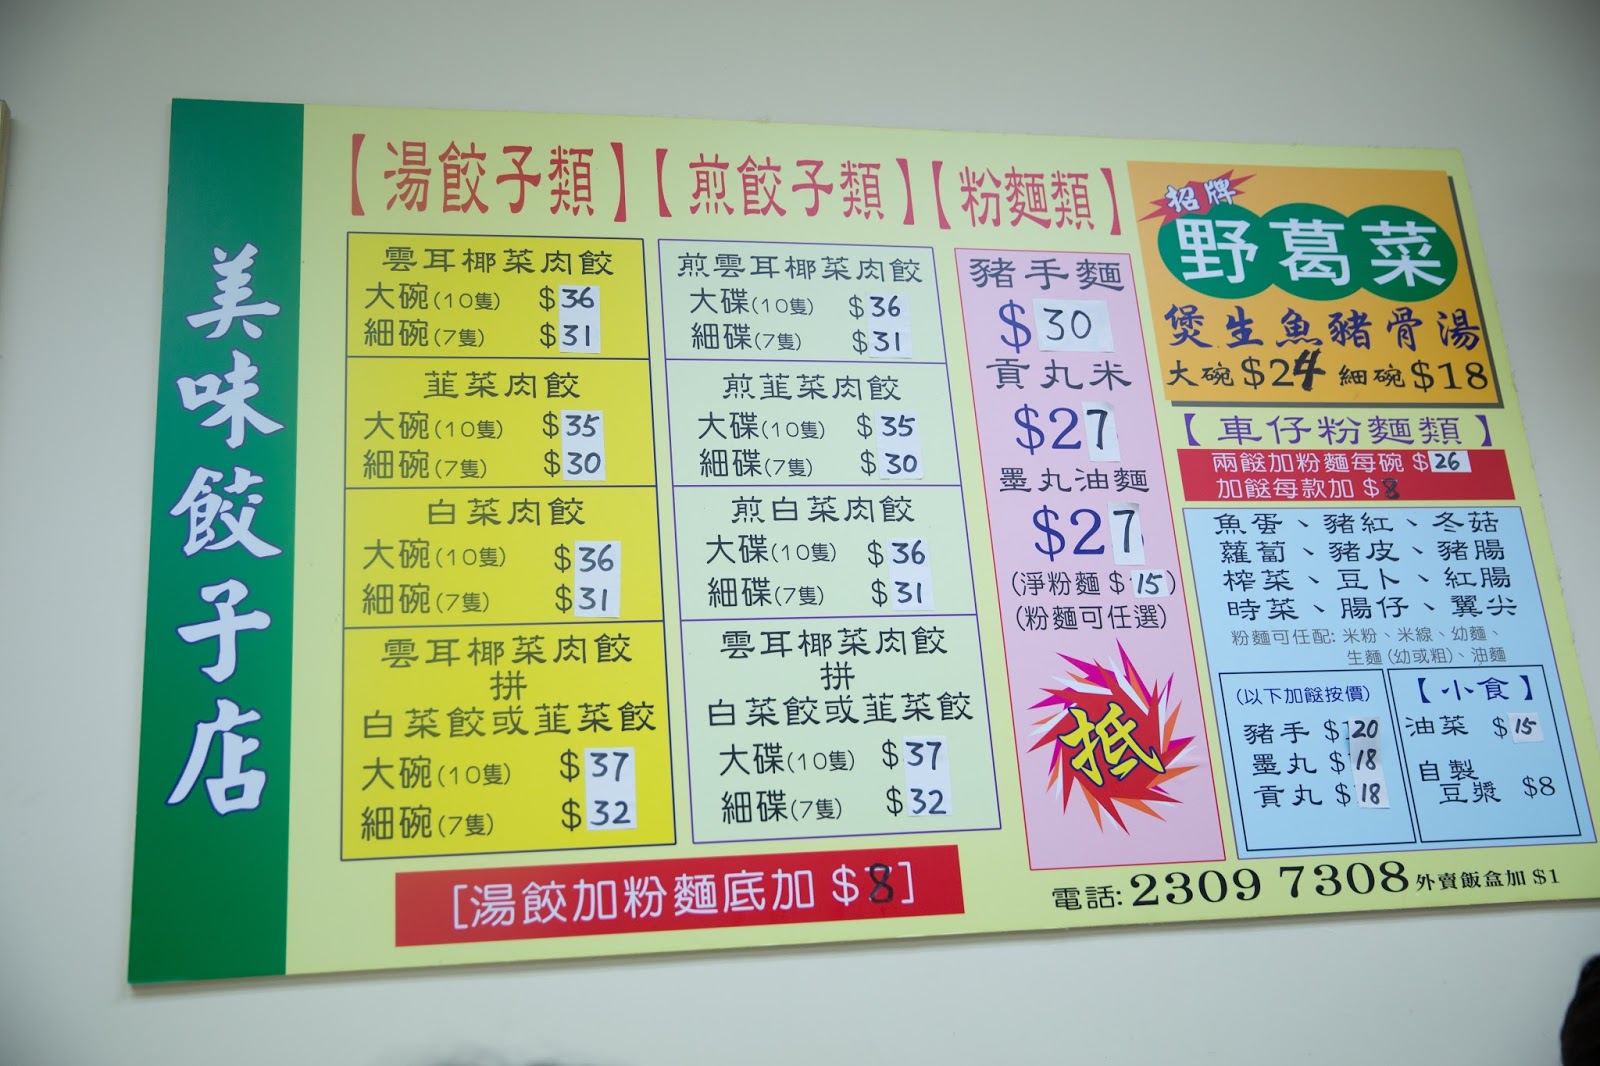 美味餃子店
【湯餃子類】
雲耳椰菜肉餃
大碗(10隻) $36
細碗(7隻) $31
韮菜肉餃
大碗(10隻) $35
細碗(7隻) $30
白菜肉餃
大碗(10隻) $36
細碗(7隻) $31
雲耳椰菜肉餃
拼
白菜餃或韮菜餃
大碗(10隻) $37
細碗(7隻) $32
【煎餃子類】
煎雲耳椰菜肉餃
大碟(10隻) $36
細碟(7隻) $31
煎韮菜肉餃
大碟(10隻) $35
細碟(7隻) $30
煎白菜肉餃
大碟(10隻) $36
細碟(7隻) $31
雲耳椰菜肉餃
拼
白菜餃或韮菜餃
大碟(10隻) $37
細碟(7隻) $32
[湯餃加粉麵底加 $8]
【粉麵類】
豬手麵
$30
貢丸米
$27
墨丸油麵
$27
(淨粉麵 $15)
(粉麵可任選)
抵
招牌
野葛菜
煲生魚豬骨湯
大碗 $24 細碗 $18
【車仔粉麵類】
兩餸加粉麵每碗 $26
加餸每款加 $8
魚蛋、豬紅、冬菇
蘿蔔、豬皮、豬腸
榨菜、豆卜、紅腸
時菜、腸仔、翼尖
粉麵可任配: 米粉、米線、幼麵、
生麵(幼或粗)、油麵
(以下加餸按價)
豬手 $20
墨丸 $18
貢丸 $18
【小食】
油菜 $15
自製
豆漿 $8
電話: 2309 7308 外賣飯盒加 $1